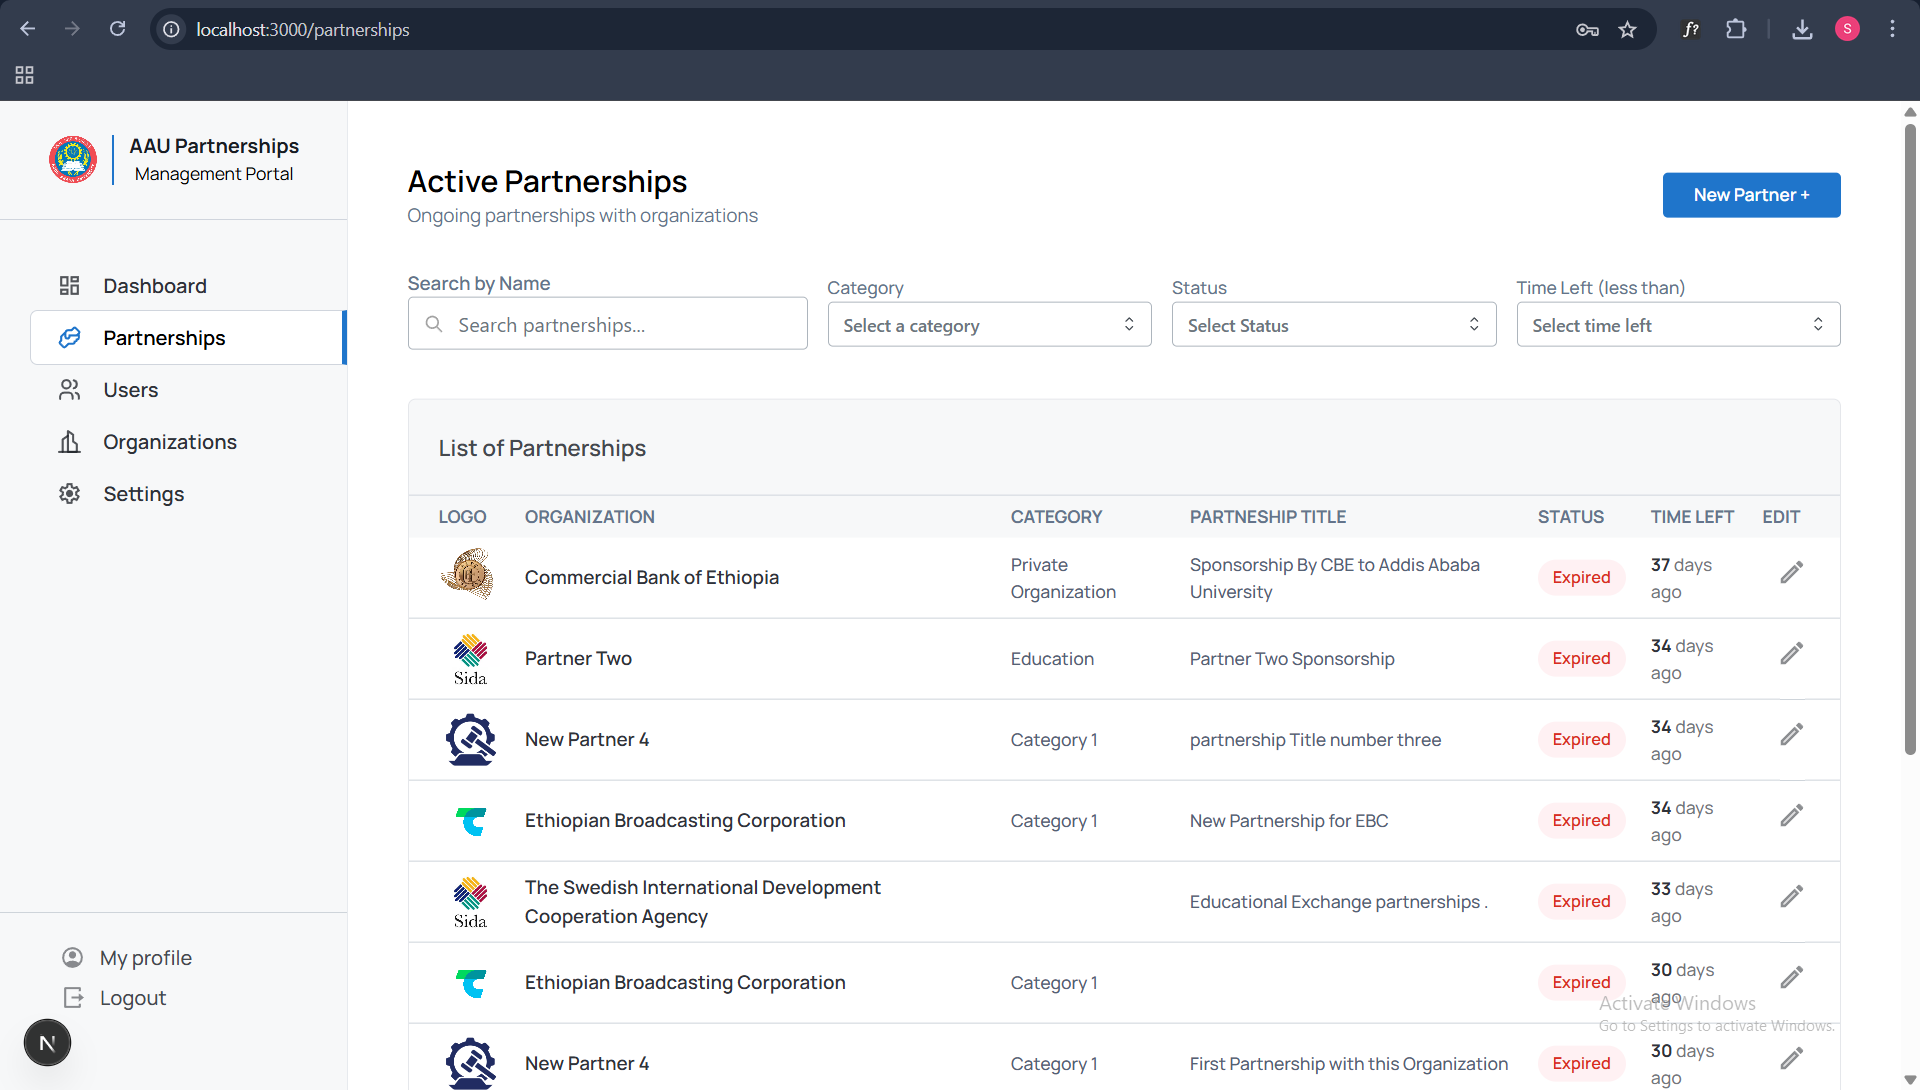 localhost:3000/partnerships
f?
S
AAU Partnerships
Management Portal
Dashboard
Partnerships
Users
Organizations
Settings
My profile
Logout
N
Active Partnerships
Ongoing partnerships with organizations
New Partner +
Search by Name
Category
Status
Time Left (less than)
Search partnerships...
Select a category
Select Status
Select time left
List of Partnerships
LOGO ORGANIZATION CATEGORY PARTNESHIP TITLE STATUS TIME LEFT EDIT
Commercial Bank of Ethiopia
Private
Organization
Sponsorship By CBE to Addis Ababa
University
Expired
37 days
ago
Sida
Partner Two
Education
Partner Two Sponsorship
Expired
34 days
ago
New Partner 4
Category 1
partnership Title number three
Expired
34 days
ago
Ethiopian Broadcasting Corporation
Category 1
New Partnership for EBC
Expired
34 days
ago
Sida
The Swedish International Development
Cooperation Agency
Educational Exchange partnerships .
Expired
33 days
ago
Ethiopian Broadcasting Corporation
Category 1
Expired
30 days
ago
New Partner 4
Category 1
First Partnership with this Organization
Expired
30 days
ago
Activate Windows
Go to Settings to activate Windows.